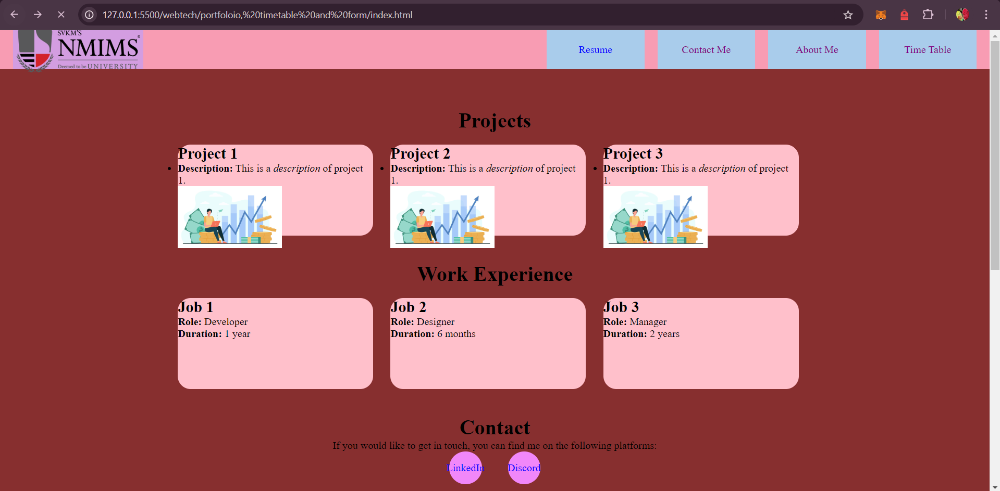 127.0.0.1:5500/webtech/portfoloio,%20timetable%20and%20form/index.html
SVKM'S
NMIMS®
Deemed to be UNIVERSITY
Resume
Contact Me
About Me
Time Table
Projects
Project 1
Description: This is a description of project
1.
Project 2
Description: This is a description of project
1.
Project 3
Description: This is a description of project
1.
Work Experience
Job 1
Role: Developer
Duration: 1 year
Job 2
Role: Designer
Duration: 6 months
Job 3
Role: Manager
Duration: 2 years
Contact
If you would like to get in touch, you can find me on the following platforms:
LinkedIn
Discord